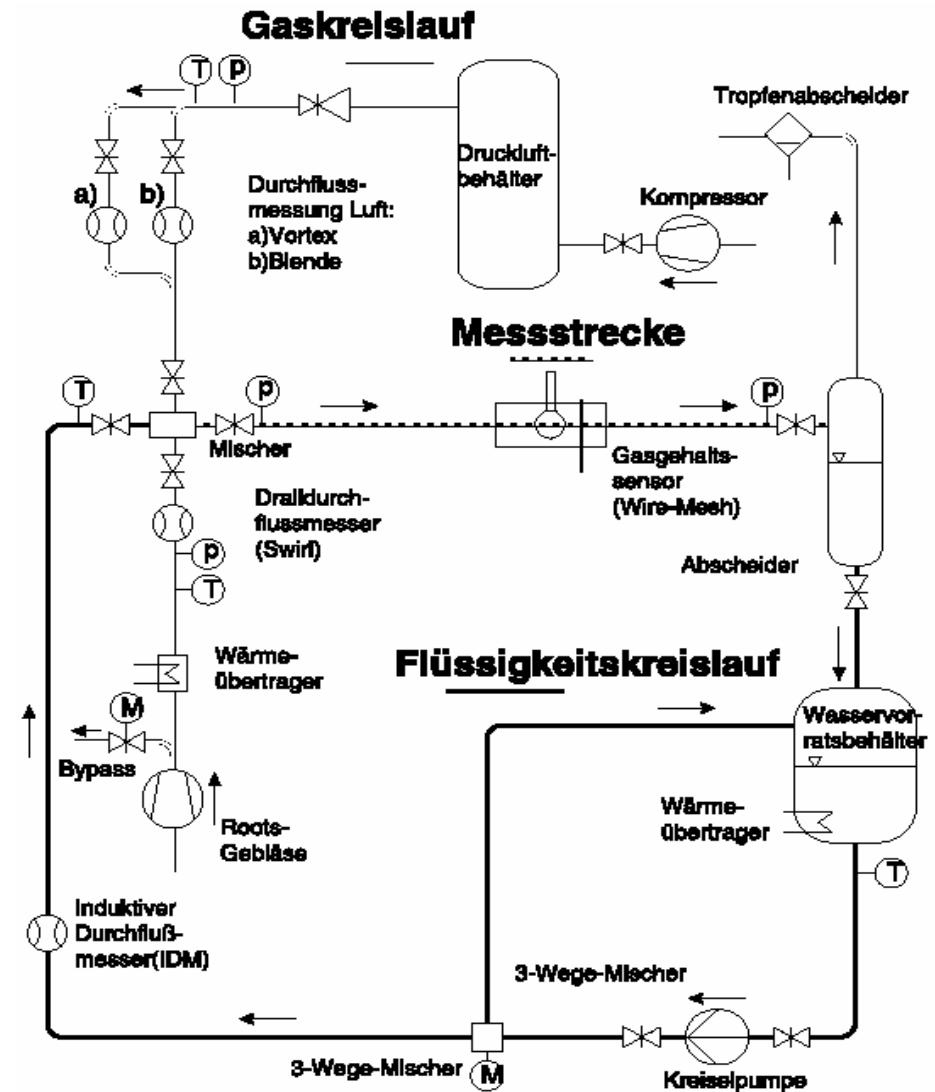 Gaskreislauf
T
p
Tropfenabscheider
Druckluft-
behälter
a)
b)
Durchfluss-
messung Luft:
a)Vortex
b)Blende
Kompressor
Messstrecke
T
p
p
Mischer
Gasgehalts-
sensor
(Wire-Mesh)
Dralldurch-
flussmesser
(Swirl)
p
T
Abscheider
Wärme-
übertrager
Flüssigkeitskreislauf
M
Bypass
Wasservor-
ratsbehälter
Wärme-
übertrager
Roots-
Gebläse
T
Induktiver
Durchfluß-
messer(IDM)
3-Wege-Mischer
3-Wege-Mischer
M
Kreiselpumpe